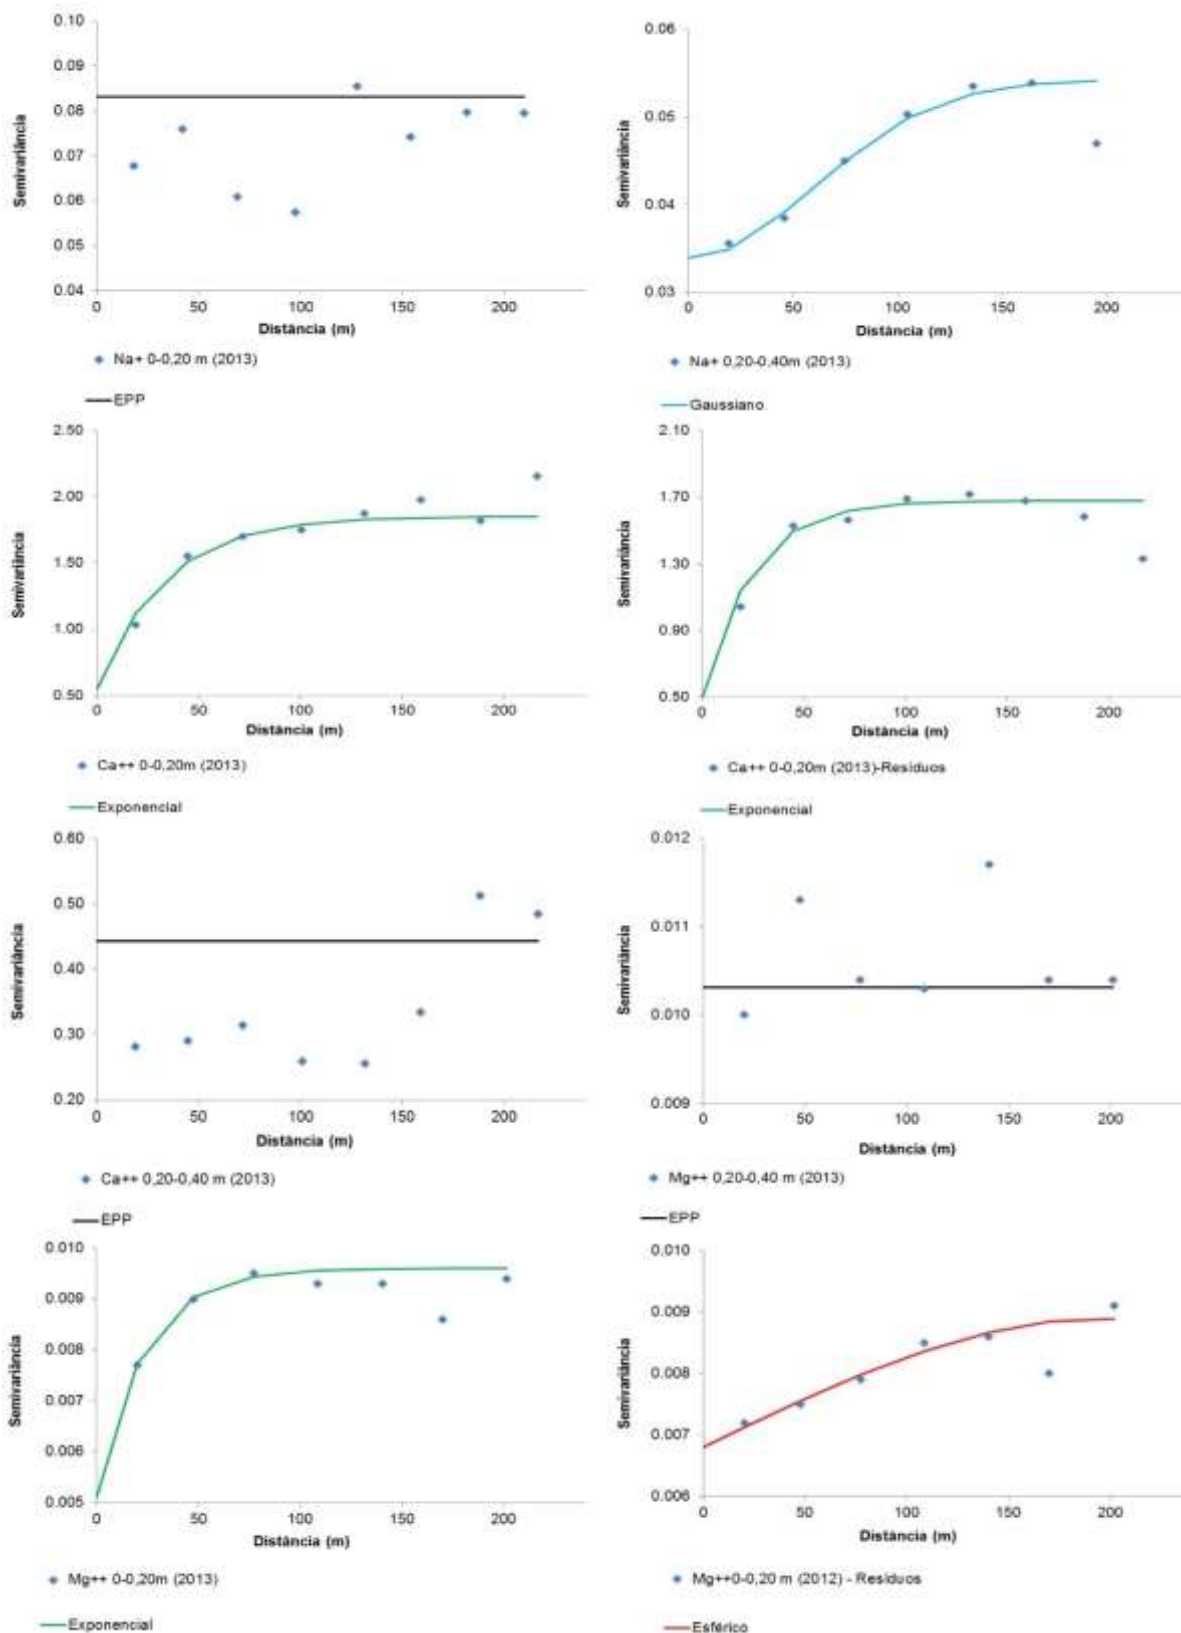 0.10
0.09
0.08
0.07
0.06
0.05
0.04
Semivariância
0 50 100 150 200
Distância (m)
Na+ 0-0,20 m (2013)
EPP
0.06
0.05
0.04
0.03
Semivariância
0 50 100 150 200
Distância (m)
Na+ 0,20-0,40m (2013)
Gaussiano
2.50
2.00
1.50
1.00
0.50
Semivariância
0 50 100 150 200
Distância (m)
Ca++ 0-0,20m (2013)
Exponencial
2.10
1.70
1.30
0.90
0.50
Semivariância
0 50 100 150 200
Distância (m)
Ca++ 0-0,20m (2013)-Resíduos
Exponencial
0.60
0.50
0.40
0.30
0.20
Semivariância
0 50 100 150 200
Distância (m)
Ca++ 0,20-0,40 m (2013)
EPP
0.012
0.011
0.010
0.009
Semivariância
0 50 100 150 200
Distância (m)
Mg++ 0,20-0,40 m (2013)
EPP
0.010
0.009
0.008
0.007
0.006
0.005
Semivariância
0 50 100 150 200
Distância (m)
Mg++ 0-0,20m (2013)
Exponencial
0.010
0.009
0.008
0.007
0.006
Semivariância
0 50 100 150 200
Distância (m)
Mg++0-0,20 m (2012) - Resíduos
Esférico